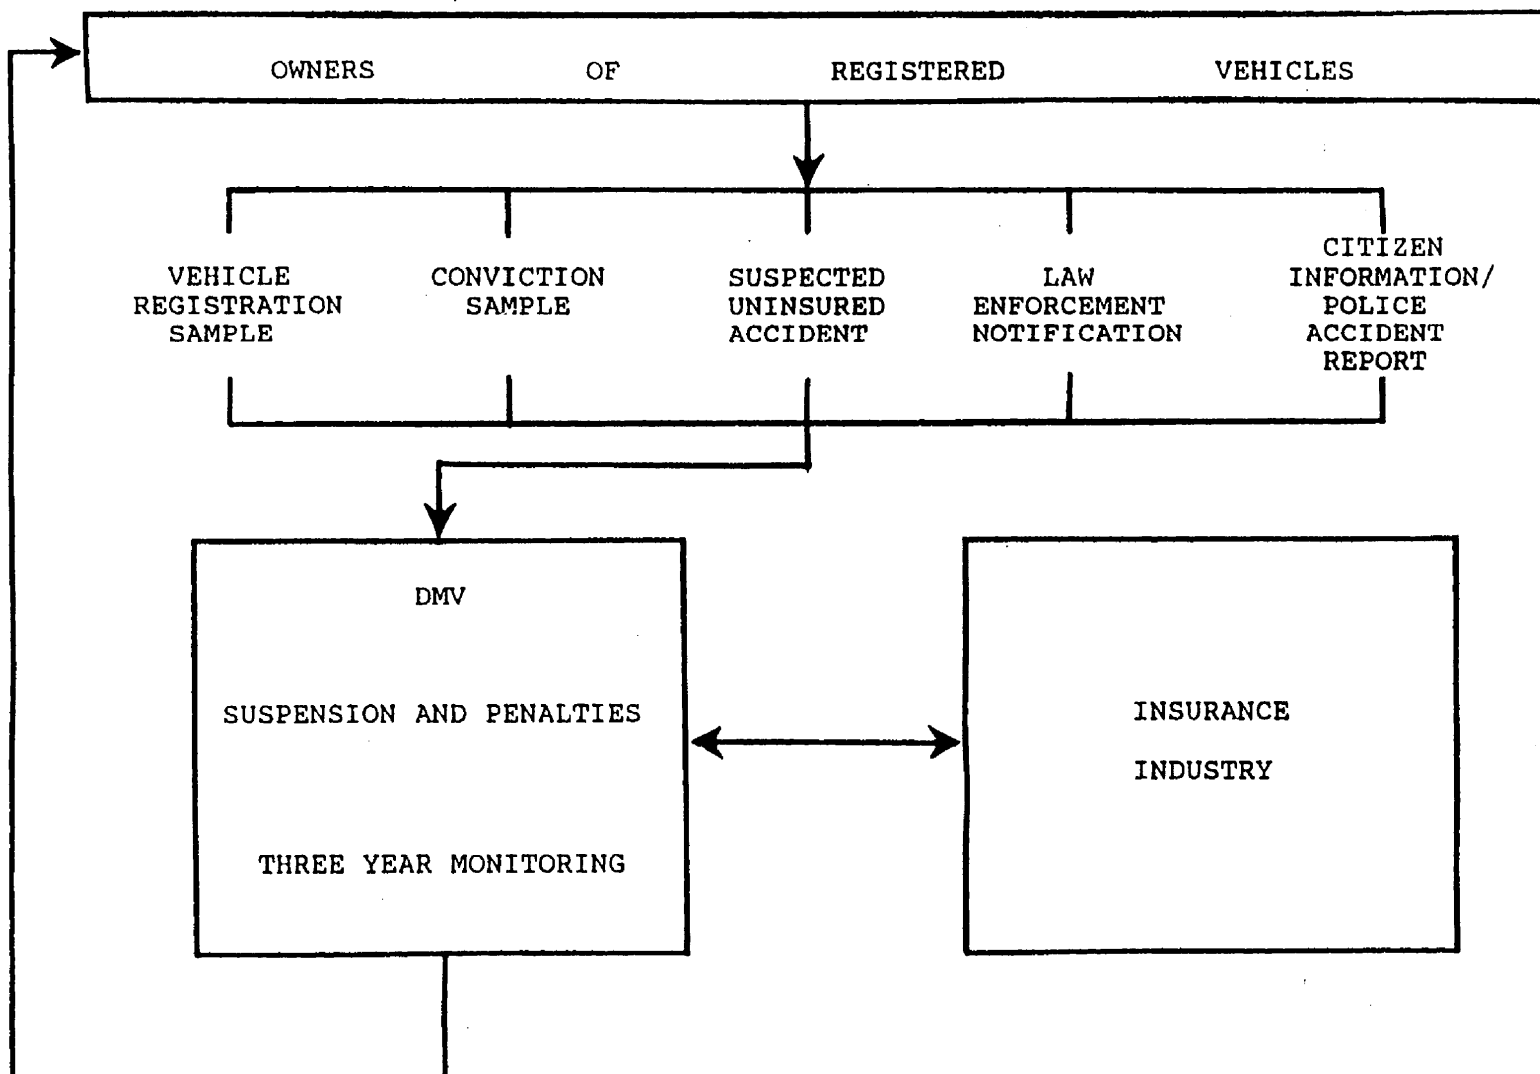 OWNERS OF REGISTERED VEHICLES
VEHICLE
REGISTRATION
SAMPLE
CONVICTION
SAMPLE
SUSPECTED
UNINSURED
ACCIDENT
LAW
ENFORCEMENT
NOTIFICATION
CITIZEN
INFORMATION/
POLICE
ACCIDENT
REPORT
DMV
SUSPENSION AND PENALTIES
THREE YEAR MONITORING
INSURANCE
INDUSTRY